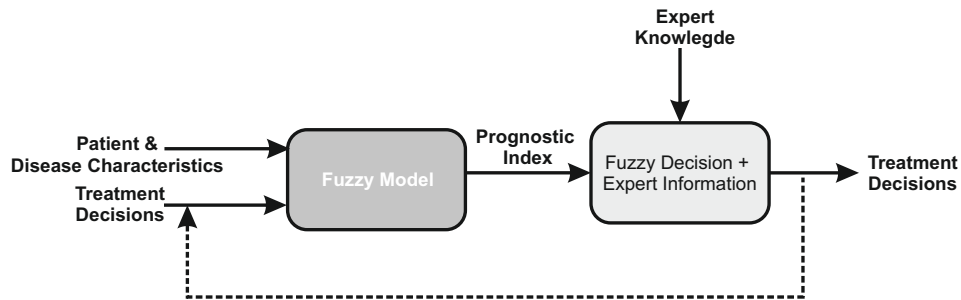 Expert
Knowlegde
Patient &
Disease Characteristics
Treatment
Decisions
Fuzzy Model
Prognostic
Index
Fuzzy Decision +
Expert Information
Treatment
Decisions